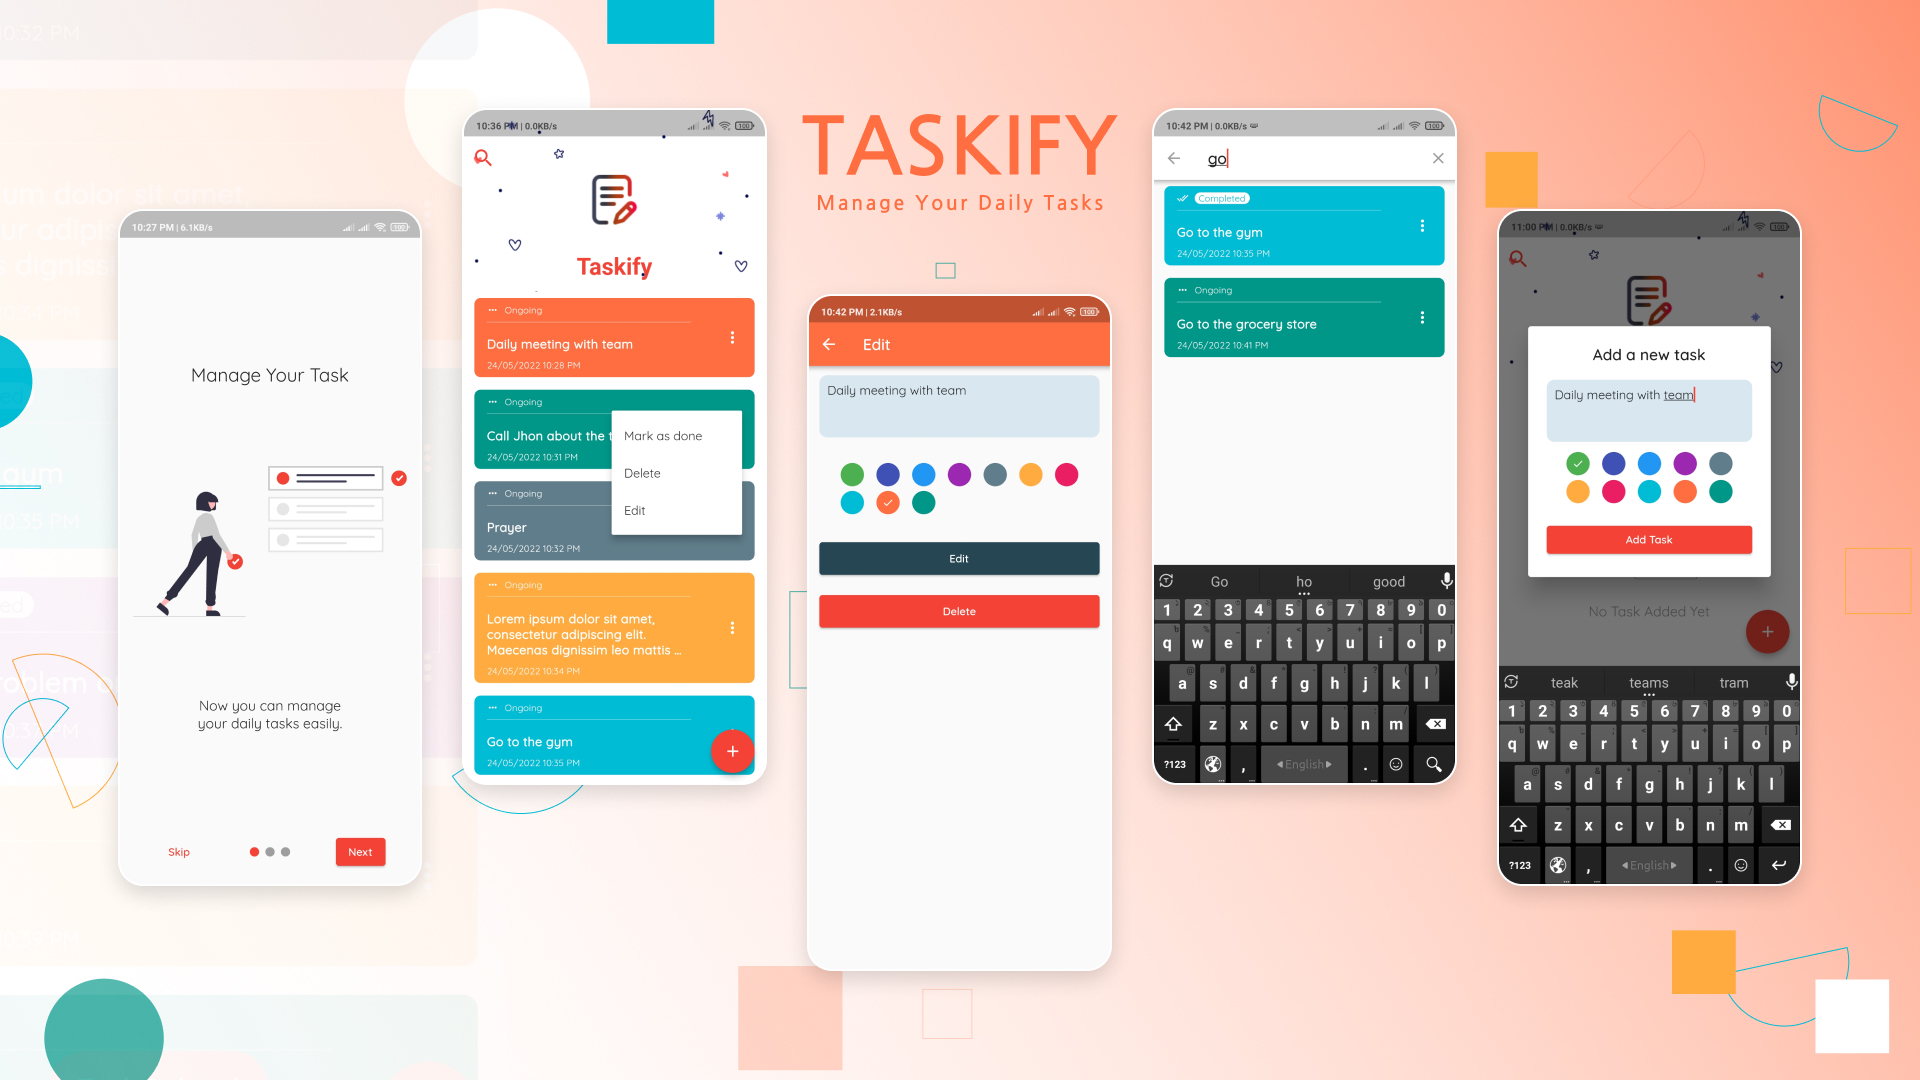 TASKIFY
Manage Your Daily Tasks
10:27 PM | 6.1KB/s
100
Manage Your Task
Now you can manage
your daily tasks easily.
Skip
Next
10:36 PM | 0.0KB/s
100
Taskify
Ongoing
Daily meeting with team
24/05/2022 10:28 PM
Ongoing
Call Jhon about the
24/05/2022 10:31 PM
Mark as done
Delete
Edit
Ongoing
Prayer
24/05/2022 10:32 PM
Ongoing
Lorem ipsum dolor sit amet,
consectetur adipiscing elit.
Maecenas dignissim leo mattis ...
24/05/2022 10:34 PM
Ongoing
Go to the gym
24/05/2022 10:35 PM
+
10:42 PM | 2.1KB/s
100
Edit
Daily meeting with team
Edit
Delete
10:42 PM | 0.0KB/s
100
go
Completed
Go to the gym
24/05/2022 10:35 PM
Ongoing
Go to the grocery store
24/05/2022 10:41 PM
Go ho good
1 2 3 4 5 6 7 8 9 0
q w e r t y u i o p
a s d f g h j k l
z x c v b n m
?123 , English .
11:00 PM | 0.0KB/s
100
Add a new task
Daily meeting with team
Add Task
No Task Added Yet
+
teak teams tram
1 2 3 4 5 6 7 8 9 0
q w e r t y u i o p
a s d f g h j k l
z x c v b n m
?123 , English .